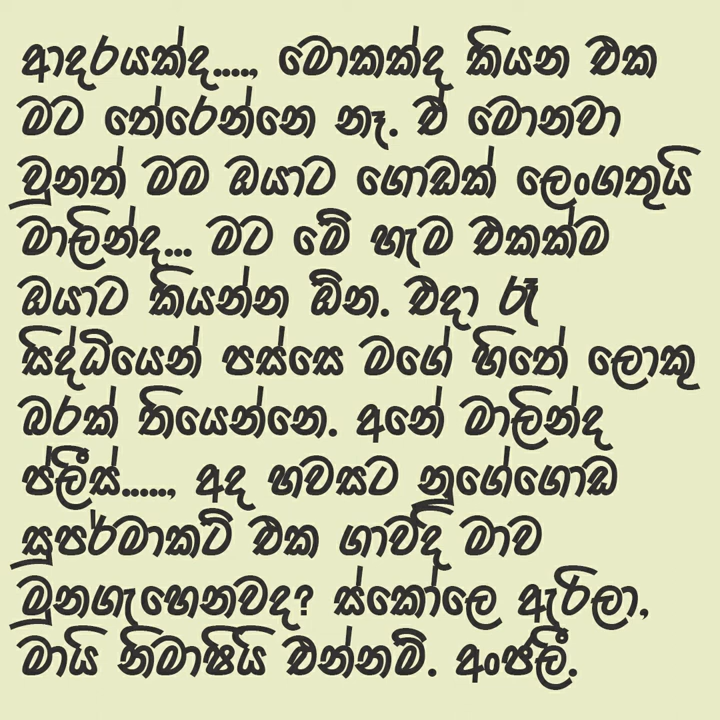 ආදරයක්ද....., මොකක්ද කියන එක
මට තේරෙන්නෙ නෑ. ඒ මොනවා
වුනත් මම ඔයාට ගොඩක් ලෙංගතුයි
මාලින්ද... මට මේ හැම එකක්ම
ඔයාට කියන්න ඕන. එදා රෑ
සිද්ධියෙන් පස්සෙ මගේ හිතේ ලොකු
බරක් තියෙන්නෙ. අනේ මාලින්ද
ප්ලීස්......, අද හවසට නුගේගොඩ
සුපර්මාකට් එක ගාවදි මාව
මුනගැහෙනවද? ස්කෝලෙ ඇරිලා,
මායි නිමාෂියි එන්නම්. අංජලී.